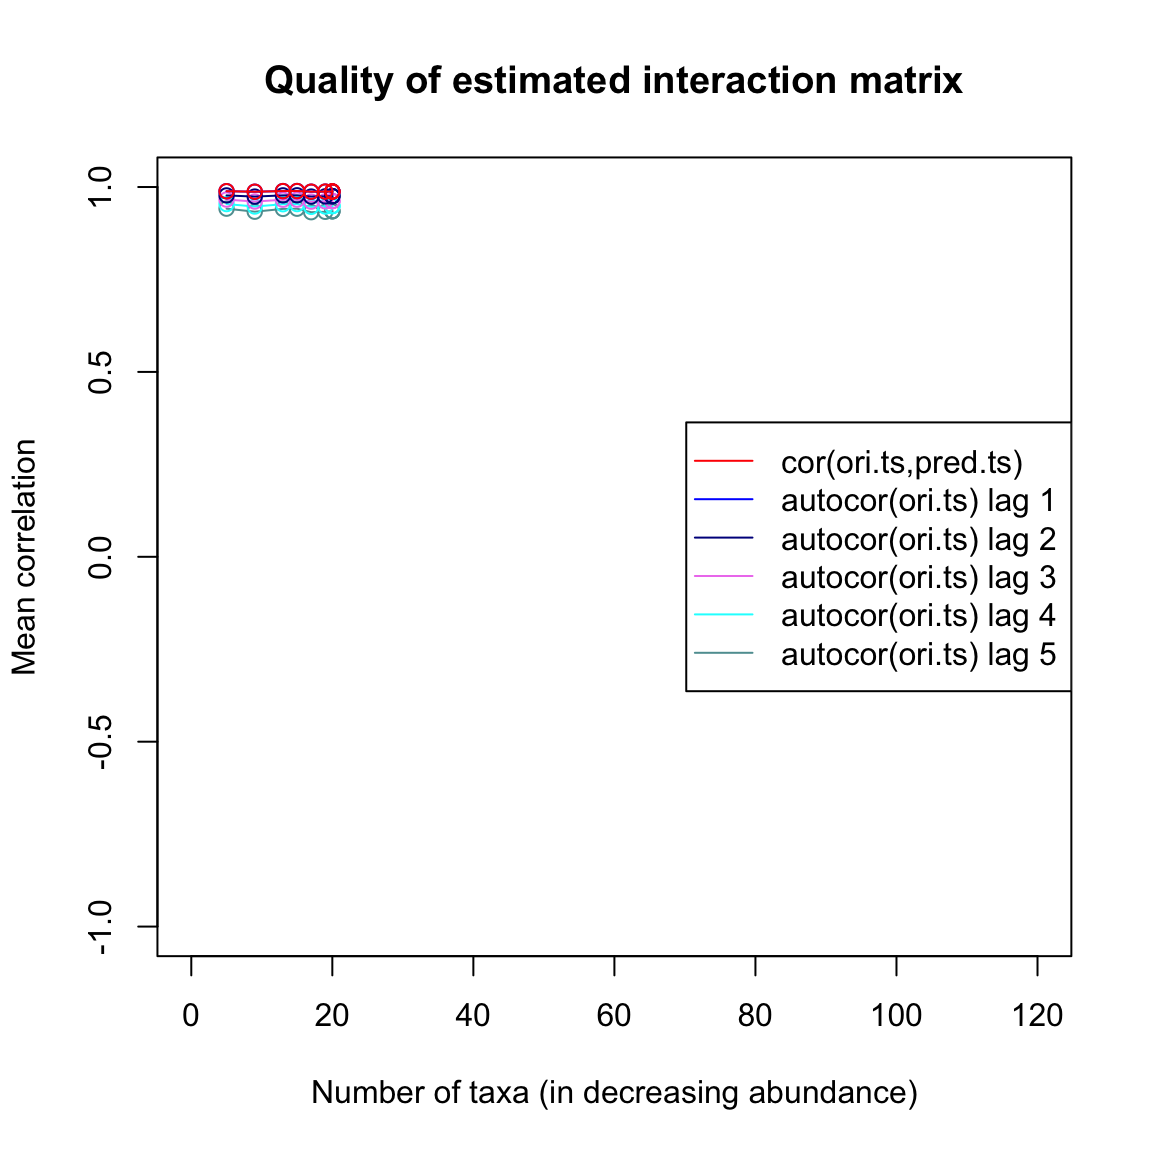 Quality of estimated interaction matrix
1.0
0.5
0.0
-0.5
-1.0
Mean correlation
cor(ori.ts,pred.ts)
autocor(ori.ts) lag 1
autocor(ori.ts) lag 2
autocor(ori.ts) lag 3
autocor(ori.ts) lag 4
autocor(ori.ts) lag 5
0 20 40 60 80 100 120
Number of taxa (in decreasing abundance)